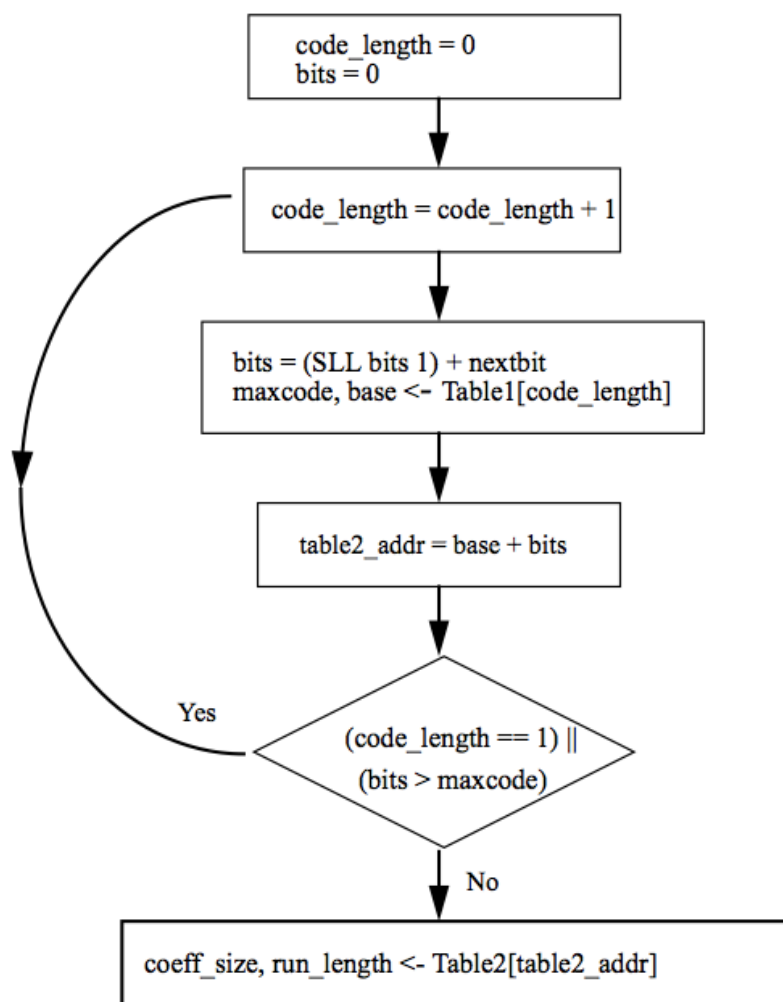 code_length = 0
bits = 0
code_length = code_length + 1
bits = (SLL bits 1) + nextbit
maxcode, base <- Table1[code_length]
table2_addr = base + bits
Yes
(code_length == 1) ||
(bits > maxcode)
No
coeff_size, run_length <- Table2[table2_addr]